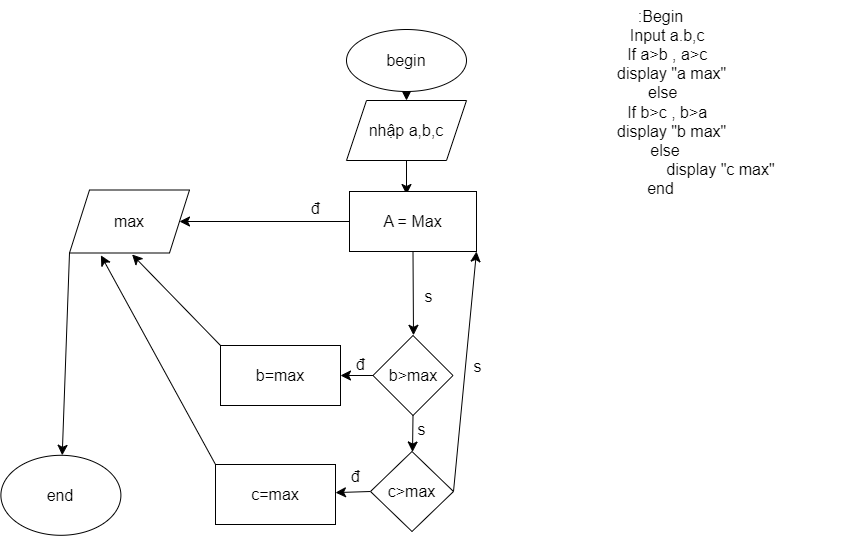 begin
nhập a,b,c
A = Max
đ
max
s
b>max
đ
b=max
s
s
c>max
đ
c=max
end
:Begin
Input a.b,c
If a>b , a>c
display "a max"
else
If b>c , b>a
display "b max"
else
display "c max"
end